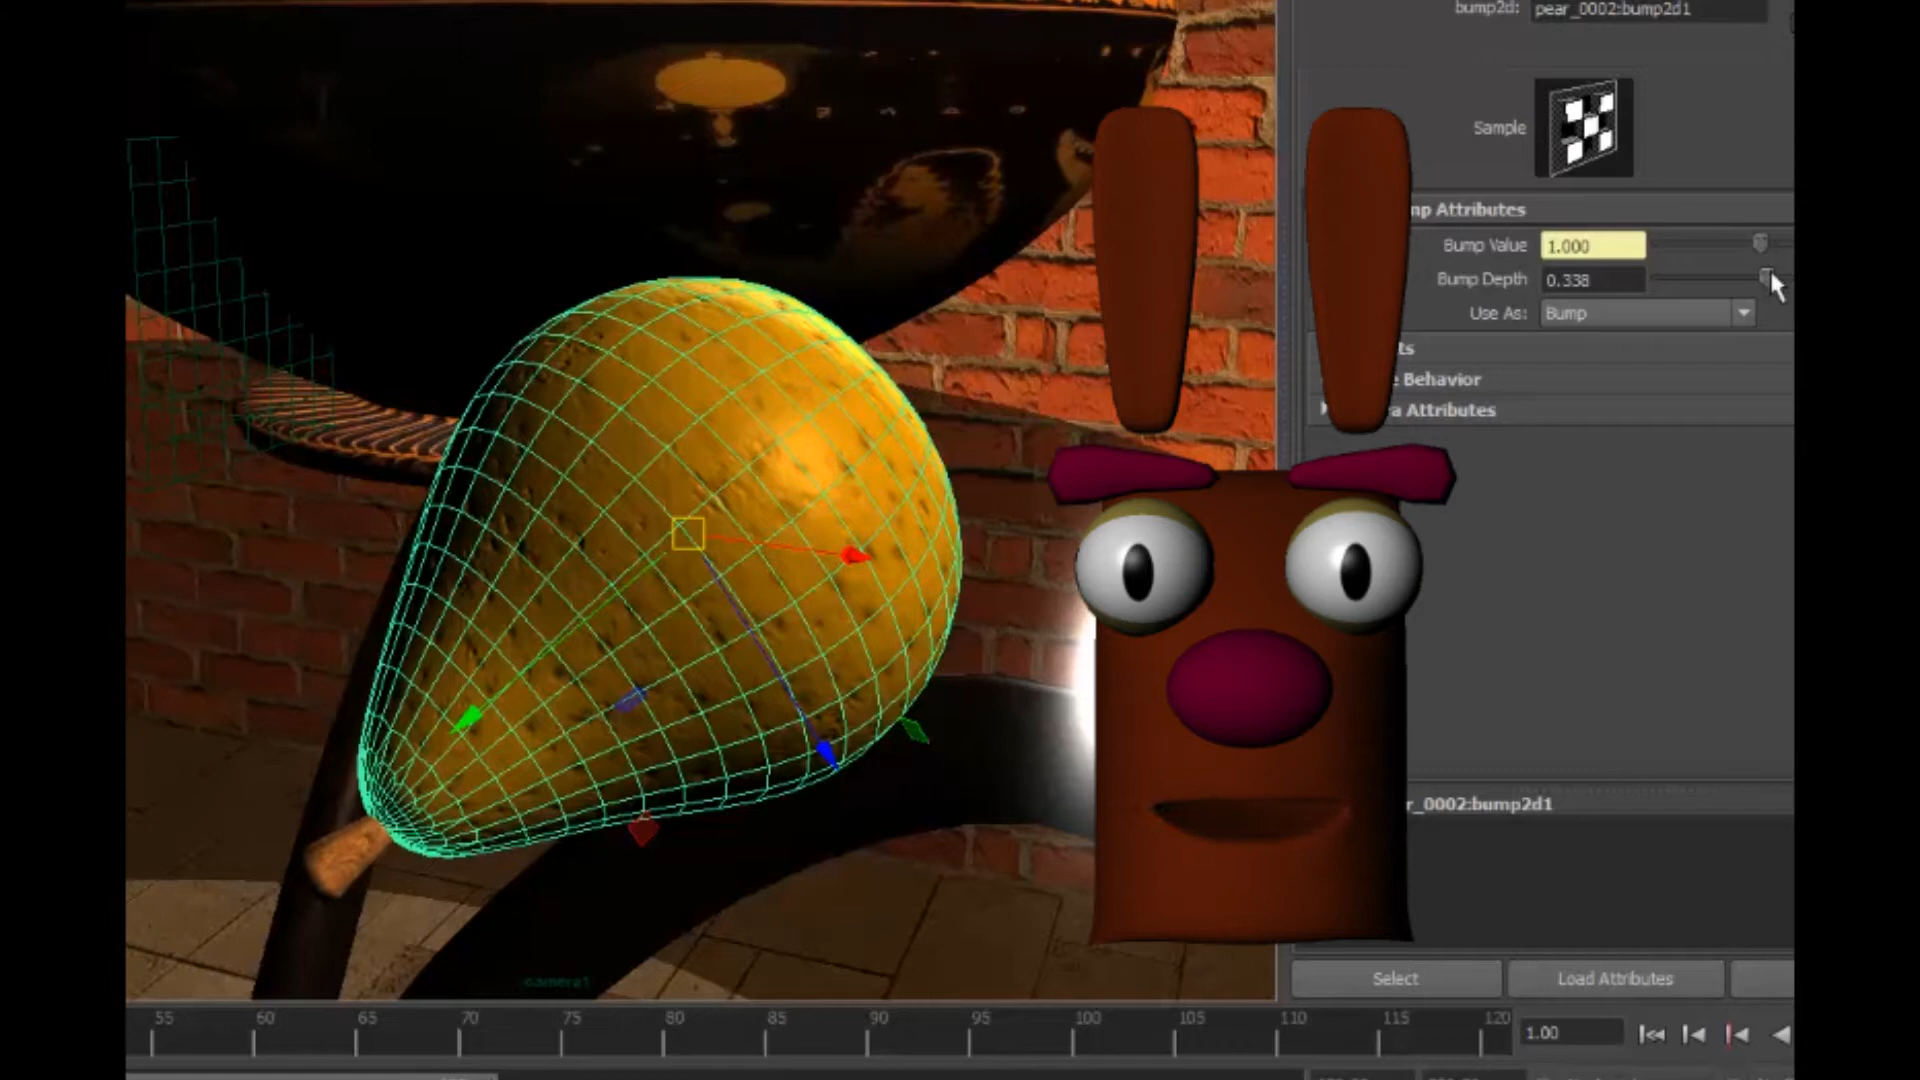 bump2d: pear_0002:bump2d1
Sample
mp Attributes
Bump Value 1.000
Bump Depth 0.338
Use As: Bump
ts
e Behavior
a Attributes
r_0002:bump2d1
camera1
Select Load Attributes
55 60 65 70 75 80 85 90 95 100 105 110 115 120 1.00